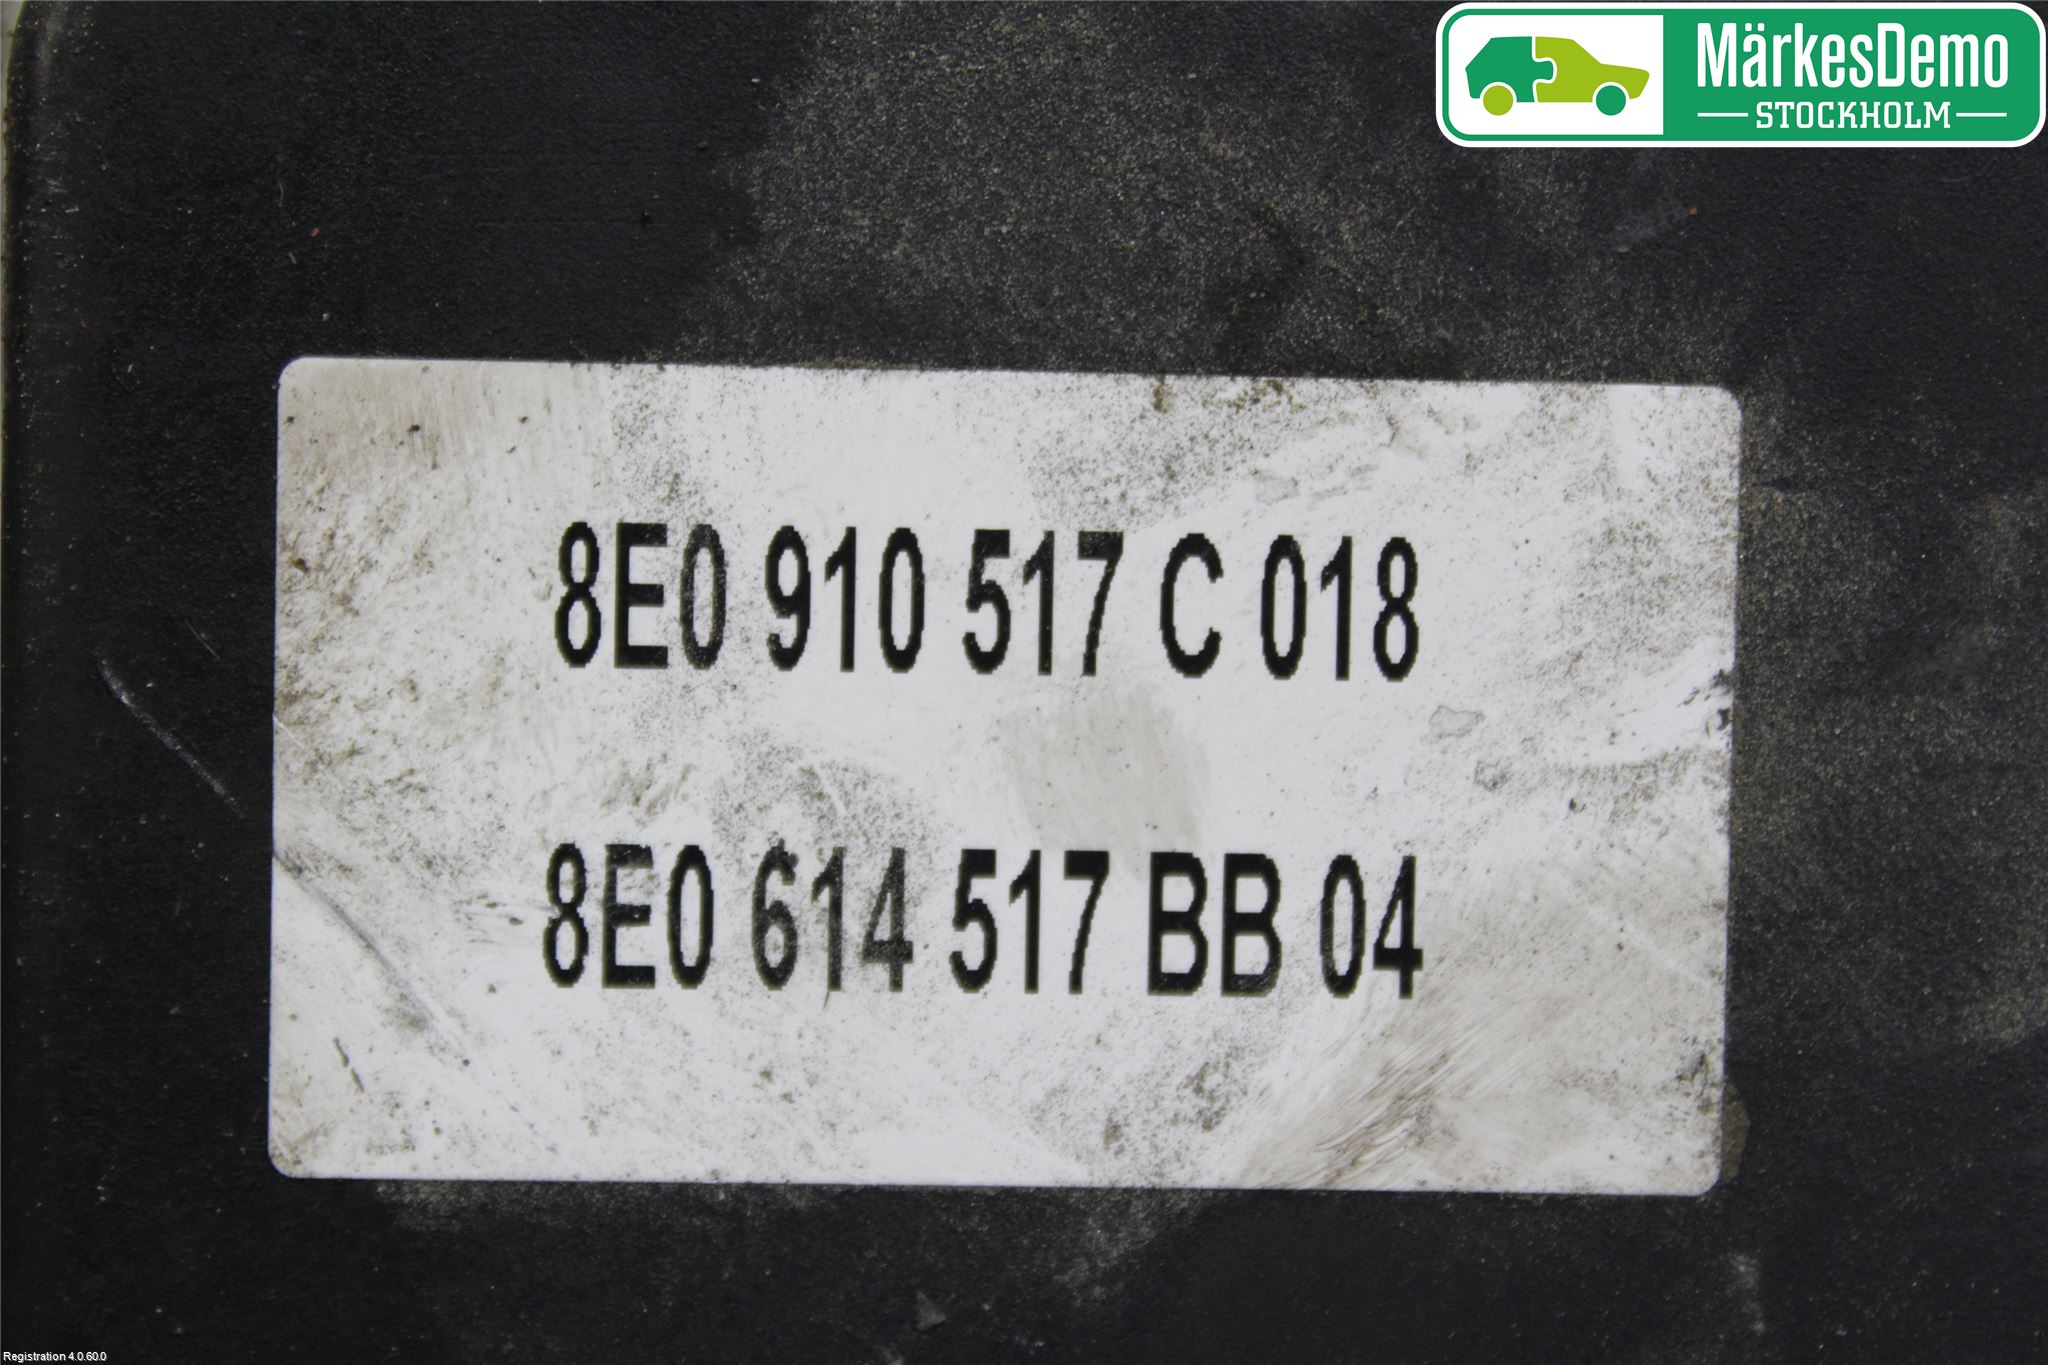 MärkesDemo
STOCKHOLM
8E0 910 517 C 018
8E0 614 517 BB 04
Registration 4.0.60.0